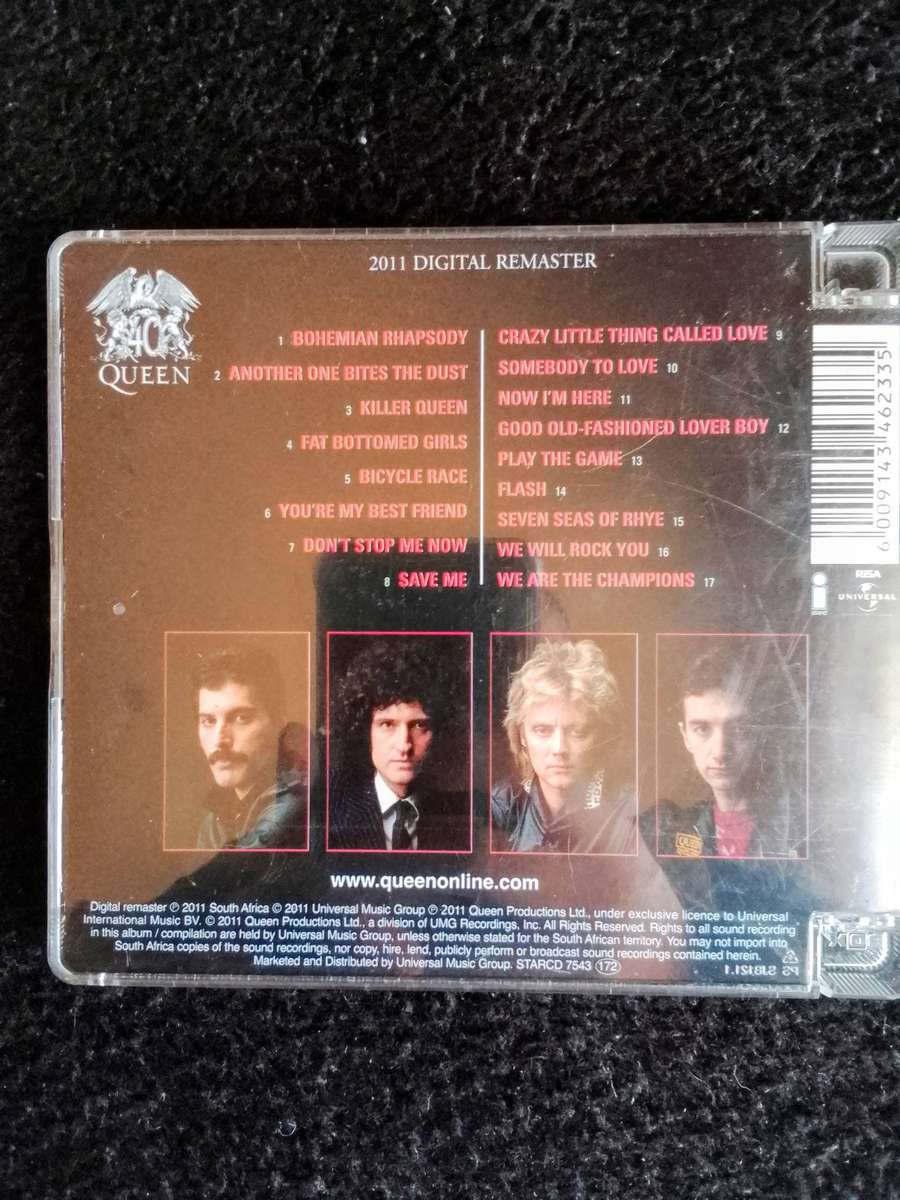 2011 DIGITAL REMASTER
40
QUEEN
1 BOHEMIAN RHAPSODY
2 ANOTHER ONE BITES THE DUST
3 KILLER QUEEN
4 FAT BOTTOMED GIRLS
5 BICYCLE RACE
6 YOU'RE MY BEST FRIEND
7 DON'T STOP ME NOW
8 SAVE ME
CRAZY LITTLE THING CALLED LOVE 9
SOMEBODY TO LOVE 10
NOW I'M HERE 11
GOOD OLD-FASHIONED LOVER BOY 12
PLAY THE GAME 13
FLASH 14
SEVEN SEAS OF RHYE 15
WE WILL ROCK YOU 16
WE ARE THE CHAMPIONS 17
6 009143 462335
RISA
UNIVERSAL
www.queenonline.com
Digital remaster ℗ 2011 South Africa © 2011 Universal Music Group ℗ 2011 Queen Productions Ltd., under exclusive licence to Universal
International Music BV. © 2011 Queen Productions Ltd., a division of UMG Recordings, Inc. All Rights Reserved. Rights to all sound recording
in this album / compilation are held by Universal Music Group, unless otherwise stated for the South African territory. You may not import into
South Africa copies of the sound recordings, nor copy, hire, lend, publicly perform or broadcast sound recordings contained herein.
Marketed and Distributed by Universal Music Group. STARCD 7543 172